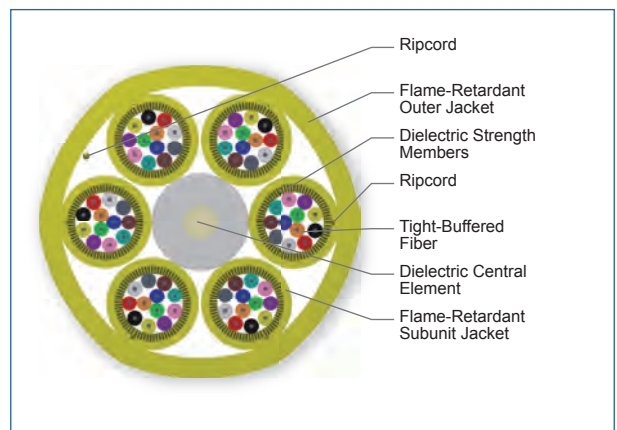 Ripcord
Flame-Retardant
Outer Jacket
Dielectric Strength
Members
Ripcord
Tight-Buffered
Fiber
Dielectric Central
Element
Flame-Retardant
Subunit Jacket